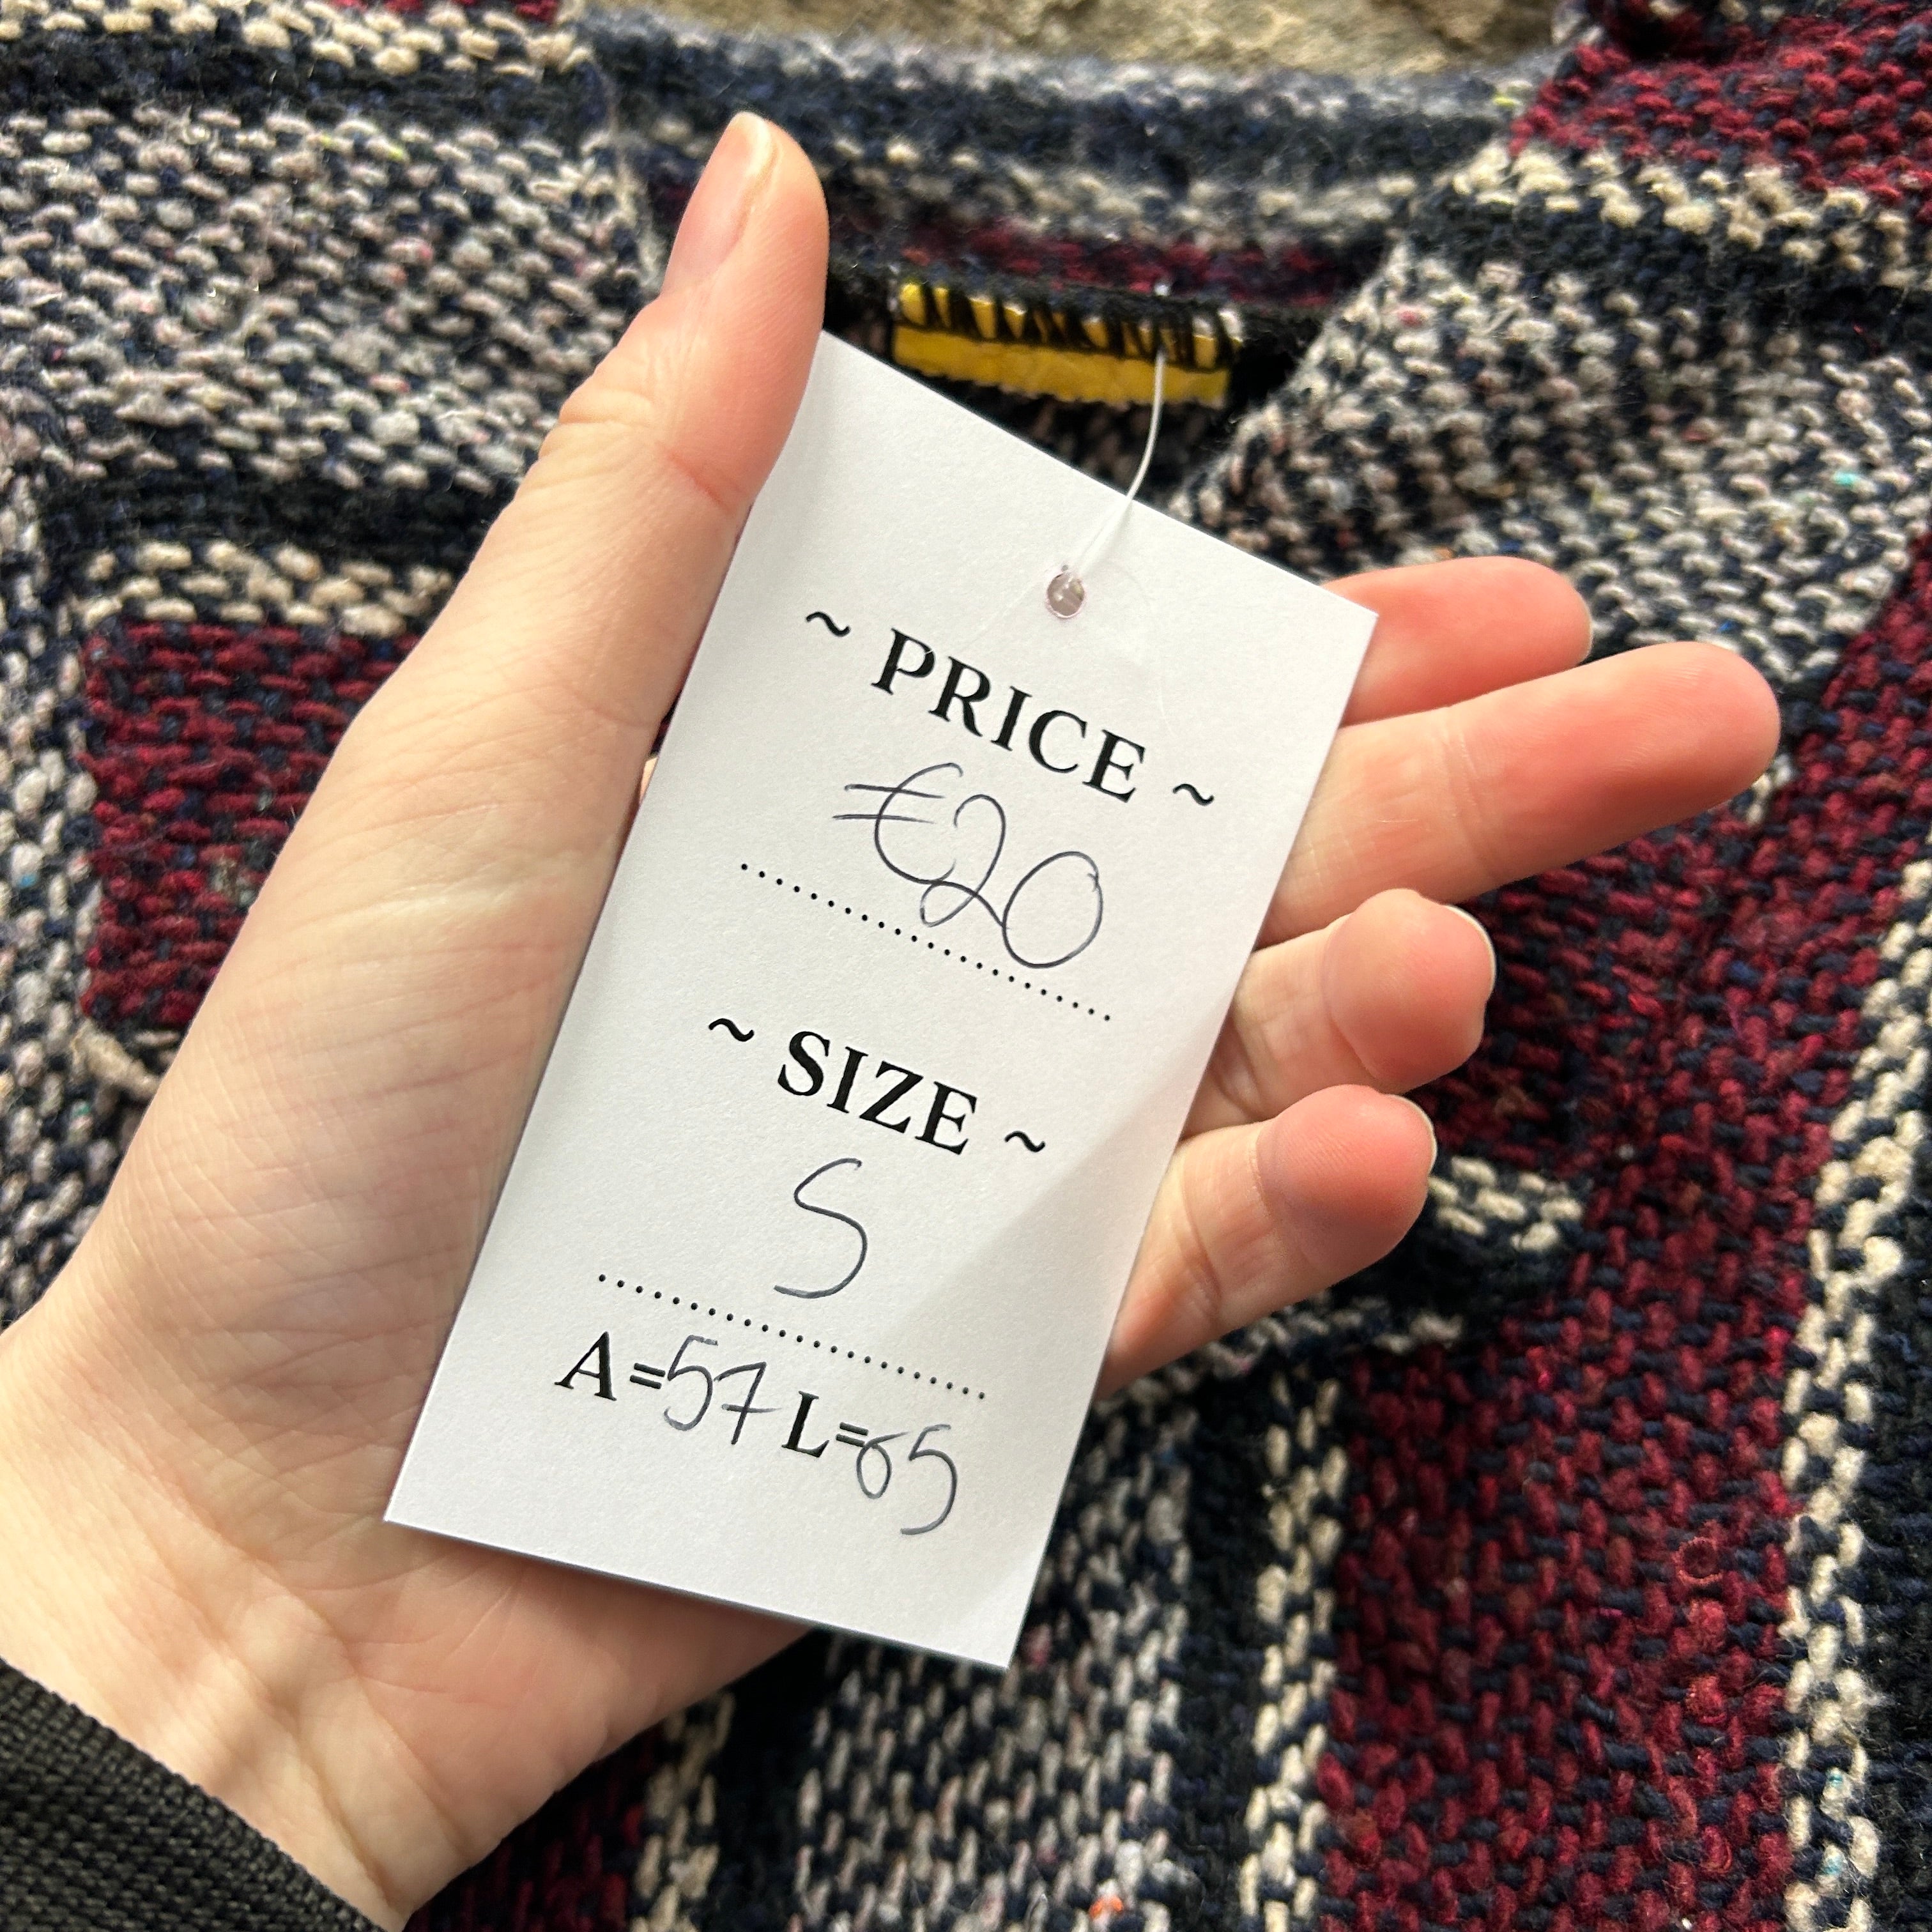 ~ PRICE ~
€20
~ SIZE ~
S
A=57 L=65